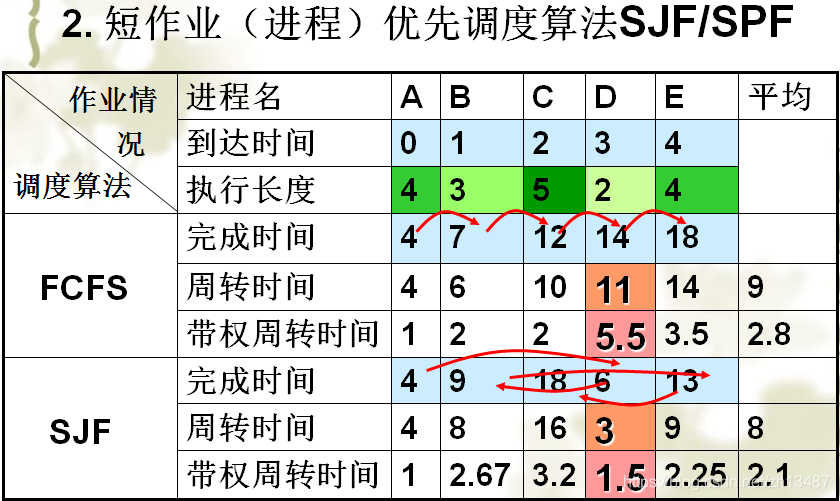 2. 短作业（进程）优先调度算法SJF/SPF
作业情况 调度算法 进程名 A B C D E 平均
到达时间 0 1 2 3 4
执行长度 4 3 5 2 4
FCFS 完成时间 4 7 12 14 18
周转时间 4 6 10 11 14 9
带权周转时间 1 2 2 5.5 3.5 2.8
SJF 完成时间 4 9 18 6 13
周转时间 4 8 16 3 9 8
带权周转时间 1 2.67 3.2 1.5 2.25 2.1